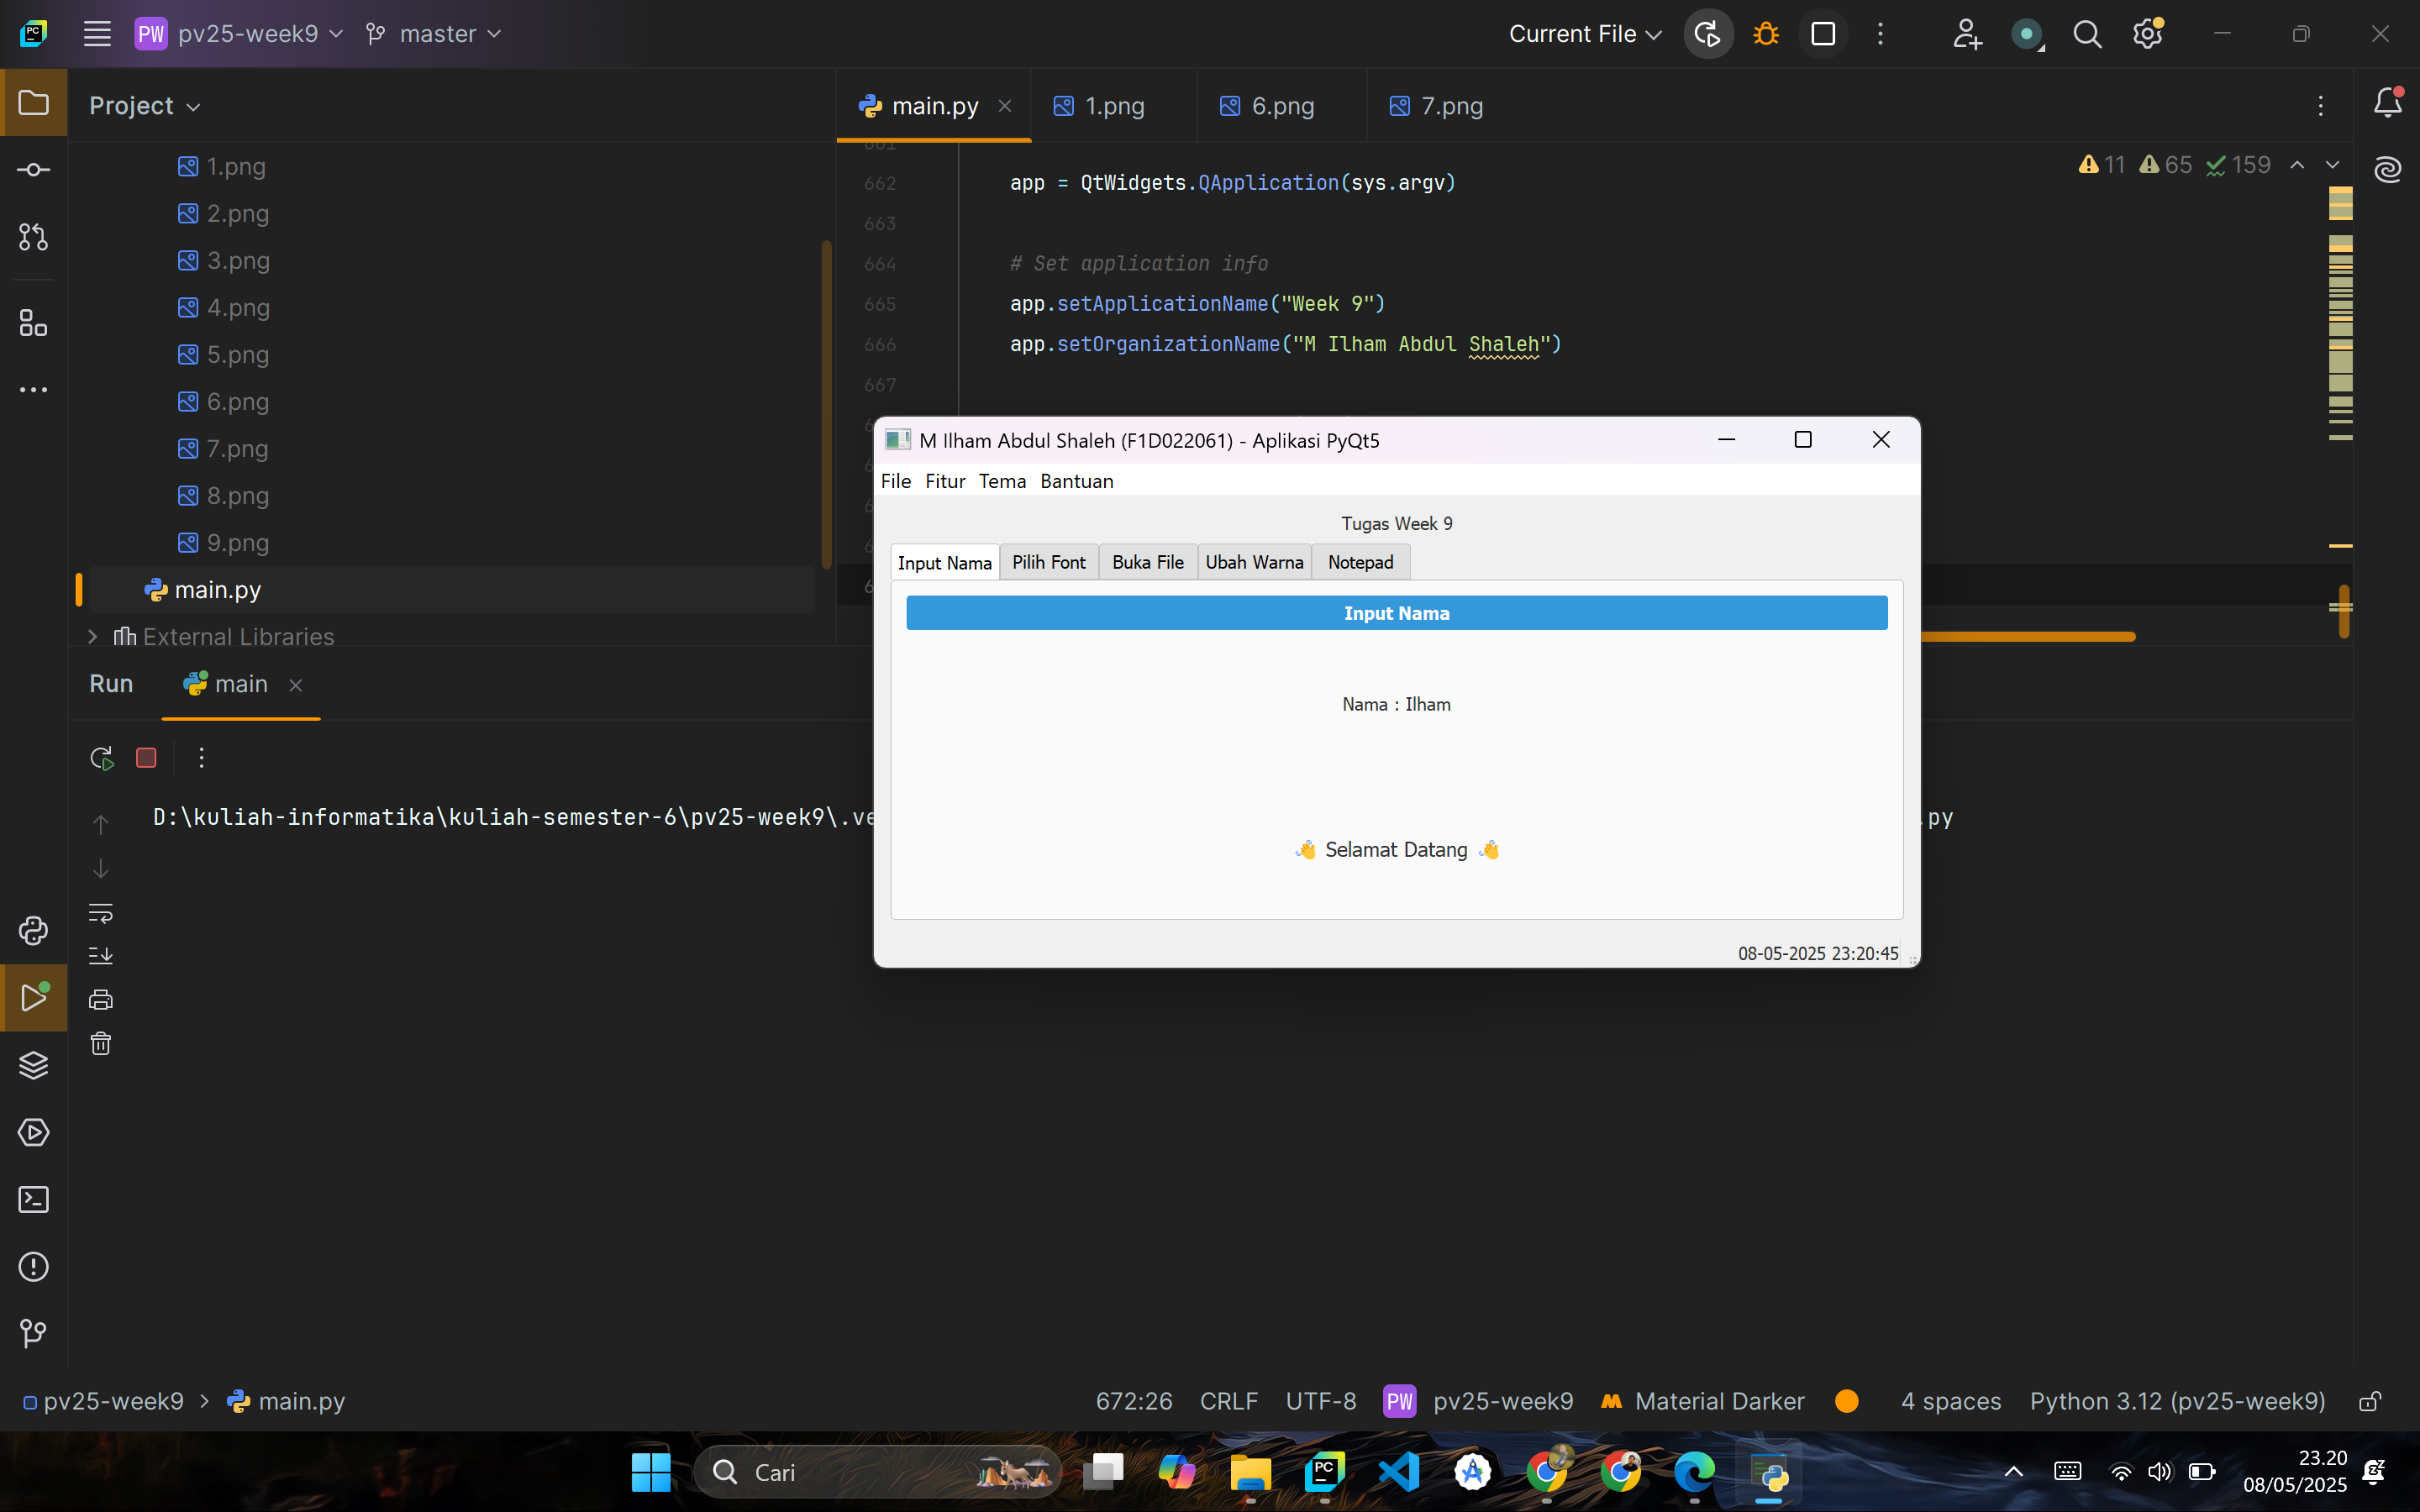 PC PW pv25-week9 master Current File
Project
main.py 1.png 6.png 7.png
1.png
2.png
3.png
4.png
5.png
6.png
7.png
8.png
9.png
main.py
External Libraries
11 65 159
661
662 app = QtWidgets.QApplication(sys.argv)
663
664 # Set application info
665 app.setApplicationName("Week 9")
666 app.setOrganizationName("M Ilham Abdul Shaleh")
667
M Ilham Abdul Shaleh (F1D022061) - Aplikasi PyQt5
File Fitur Tema Bantuan
Tugas Week 9
Input Nama Pilih Font Buka File Ubah Warna Notepad
Input Nama
Nama : Ilham
👋 Selamat Datang 👋
08-05-2025 23:20:45
Run main
D:\kuliah-informatika\kuliah-semester-6\pv25-week9\.ve
.py
pv25-week9 > main.py 672:26 CRLF UTF-8 PW pv25-week9 Material Darker 4 spaces Python 3.12 (pv25-week9)
Cari
PC
23.20
08/05/2025